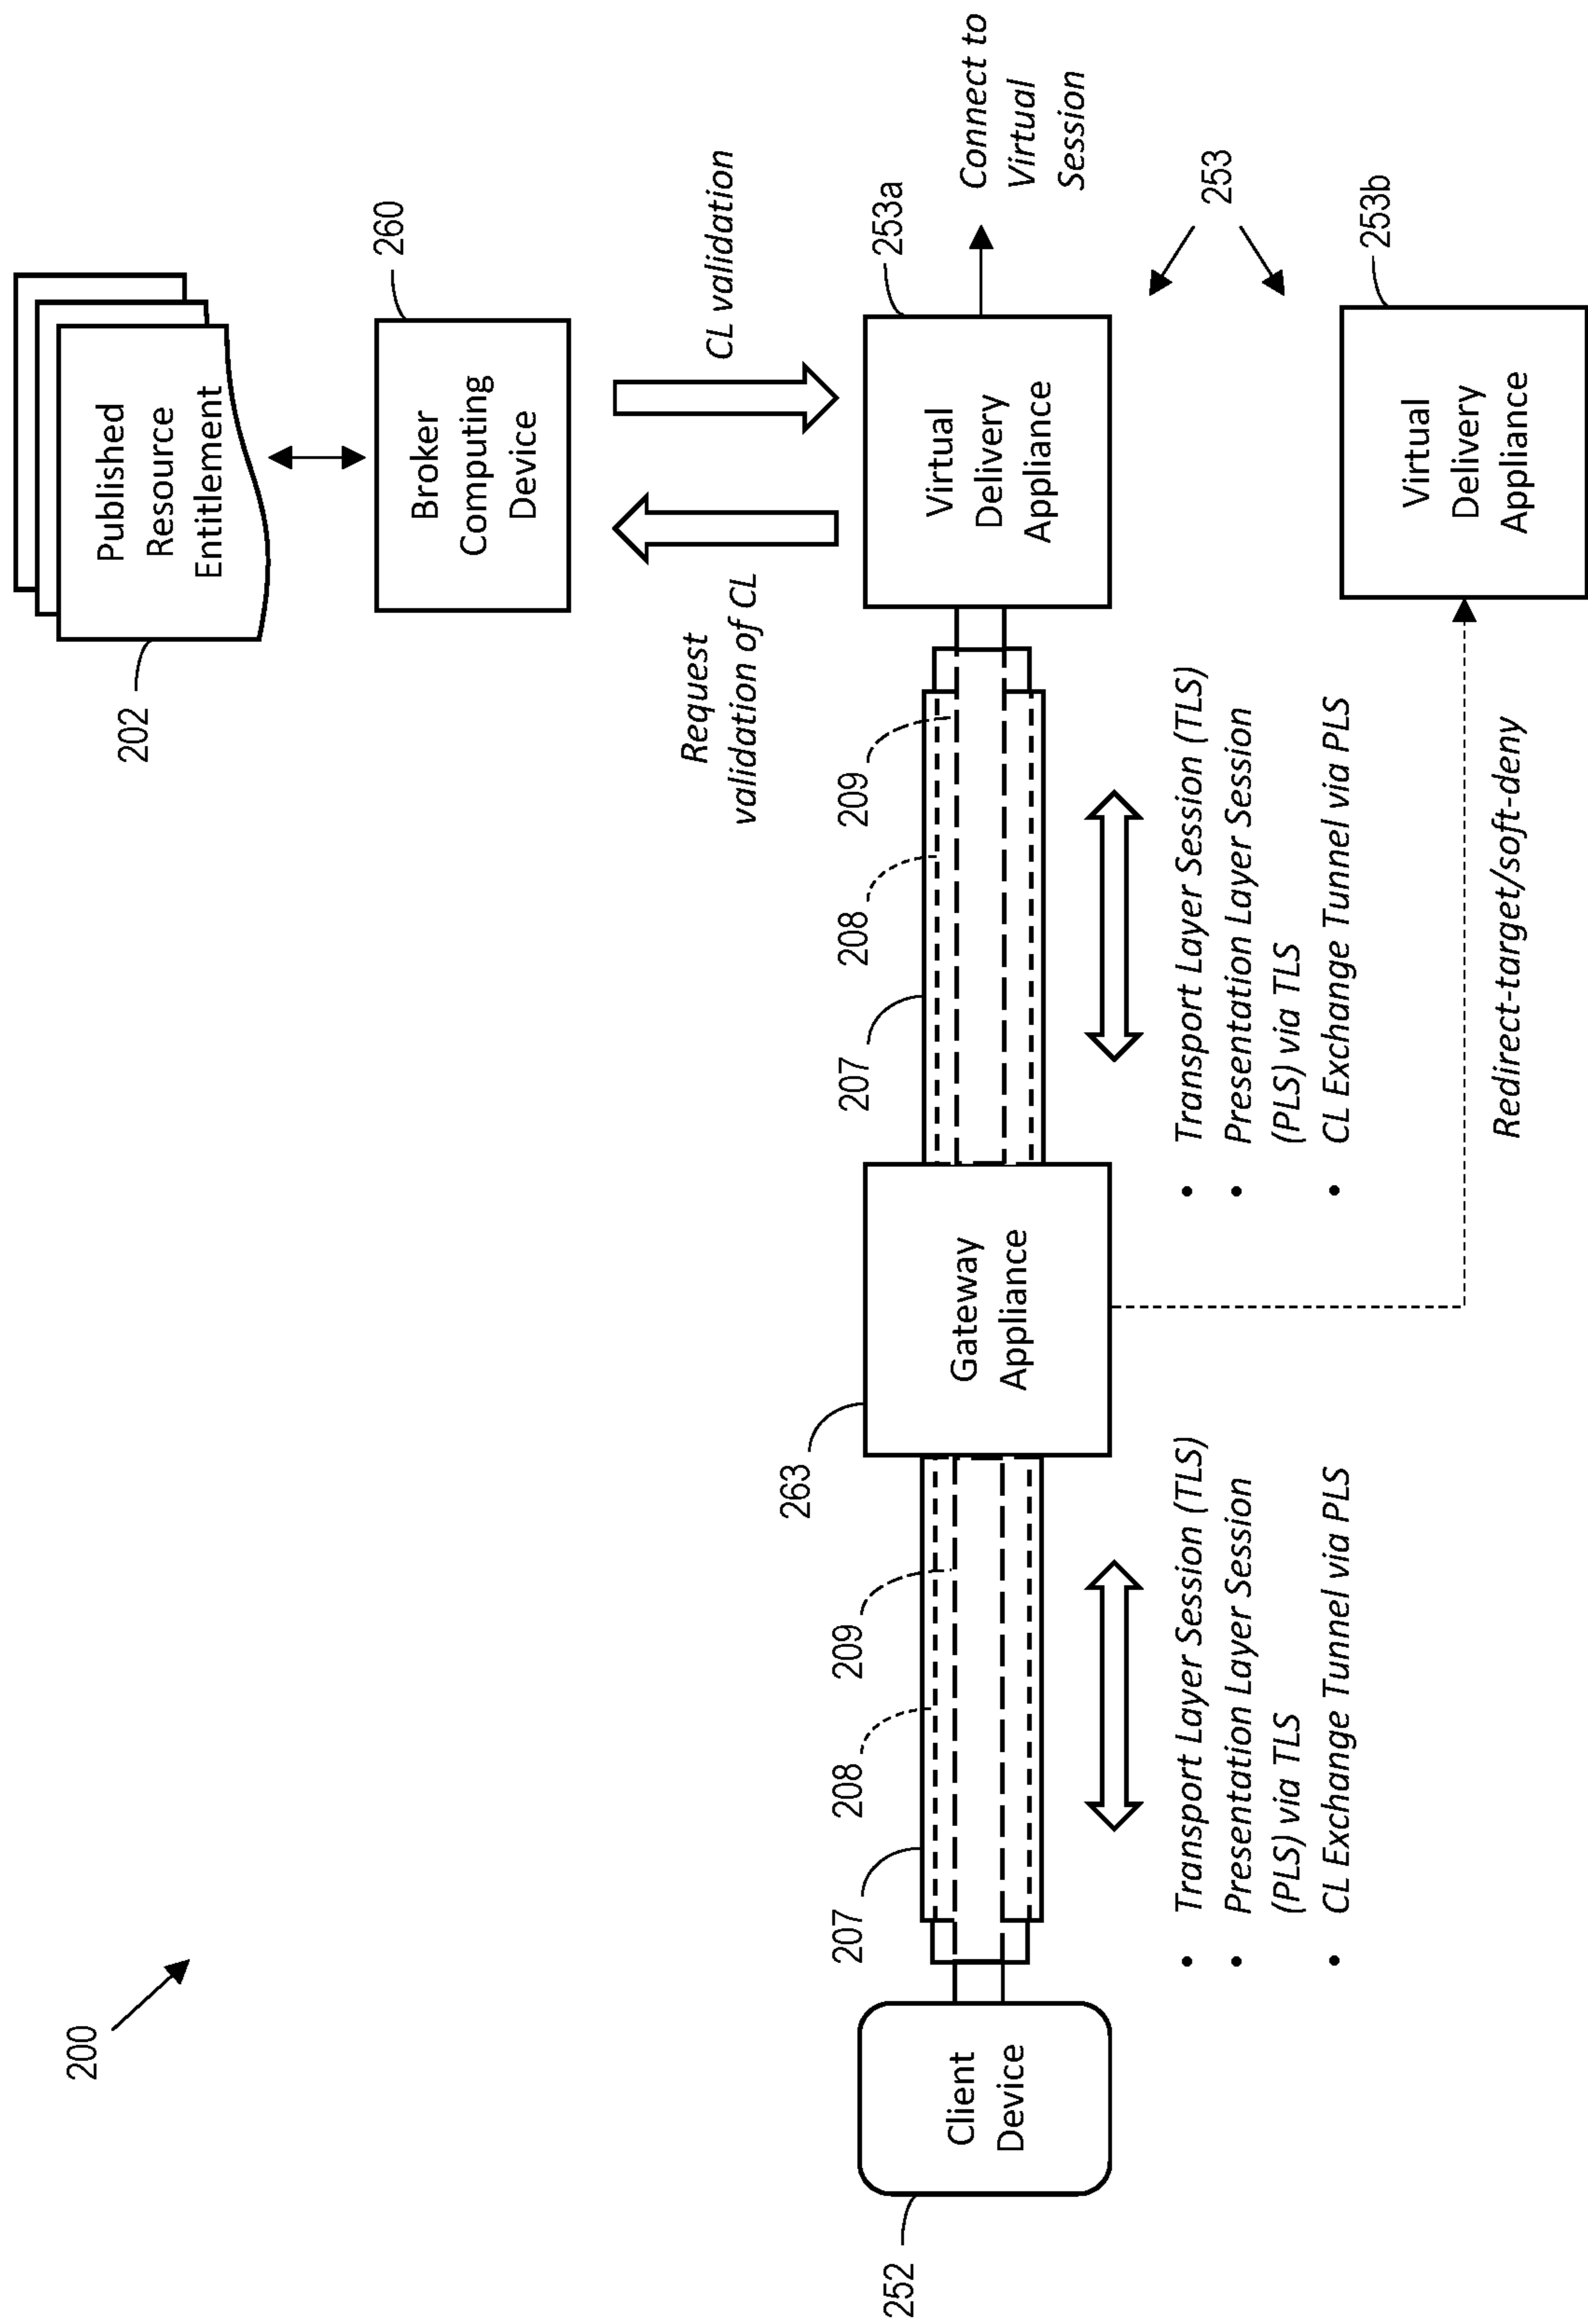 200
202
Published
Resource
Entitlement
260
Broker
Computing
Device
Request
validation of CL
CL validation
252
Client
Device
207
208
209
263
Gateway
Appliance
207
208
209
253a
Virtual
Delivery
Appliance
Connect to
Virtual
Session
• Transport Layer Session (TLS)
• Presentation Layer Session
(PLS) via TLS
• CL Exchange Tunnel via PLS
• Transport Layer Session (TLS)
• Presentation Layer Session
(PLS) via TLS
• CL Exchange Tunnel via PLS
253
Redirect-target/soft-deny
253b
Virtual
Delivery
Appliance